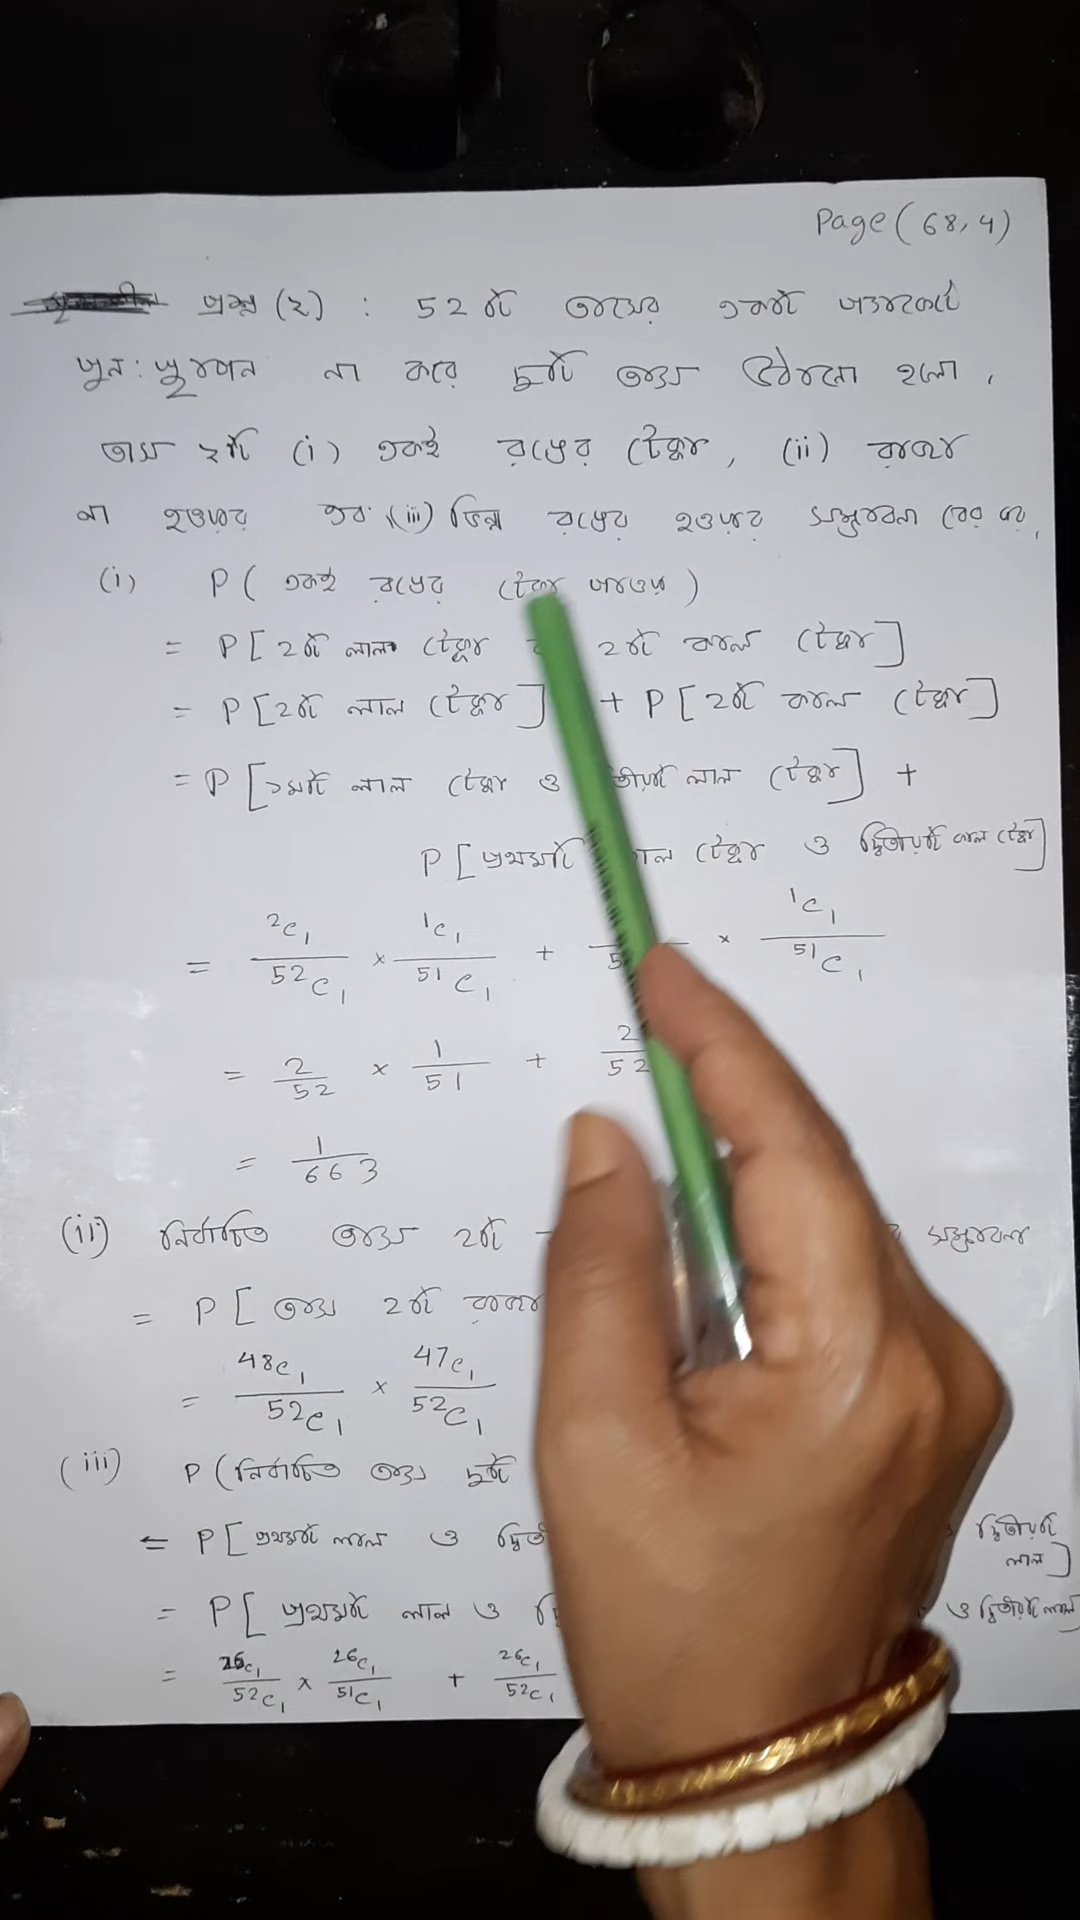 Page (68, 4)
প্রশ্ন (২) : 52 টি তাসের একটি প্যাকেট
পুন: স্থাপন না করে দুটি তাস টানা হলো,
তাস ২টি (i) একই রঙের টেক্কা, (ii) রাজা
না হওয়ার এবং (iii) ভিন্ন রঙের হওয়ার সম্ভাবনা বের কর,
(i) P ( একই রঙের টেক্কা পাওয়া )
= P [ 2টি লাল টেক্কা 2টি কাল টেক্কা ]
= P [ 2টি লাল টেক্কা ] + P [ 2টি কাল টেক্কা ]
= P [ ১মটি লাল টেক্কা ও দ্বিতীয়টি লাল টেক্কা ] +
P [ প্রথমটি কাল টেক্কা ও দ্বিতীয়টি কাল টেক্কা ]
= ²C₁/⁵²C₁ × ¹C₁/⁵¹C₁ + × ¹C₁/⁵¹C₁
= 2/52 × 1/51 + 2/52
= 1/663
(ii) নির্বাচিত তাস 2টি সম্ভাবনা
= P [ তাস 2টি রাজা
= ⁴⁸C₁/⁵²C₁ × ⁴⁷C₁/⁵²C₁
(iii) P (নির্বাচিত তাস দুটি
= P [ প্রথমটি লাল ও দ্বিতীয়টি লাল ]
= P [ প্রথমটি লাল ও ও দ্বিতীয়টি লাল]
= ²⁶C₁/⁵²C₁ × ²⁶C₁/⁵¹C₁ + ²⁶C₁/⁵²C₁